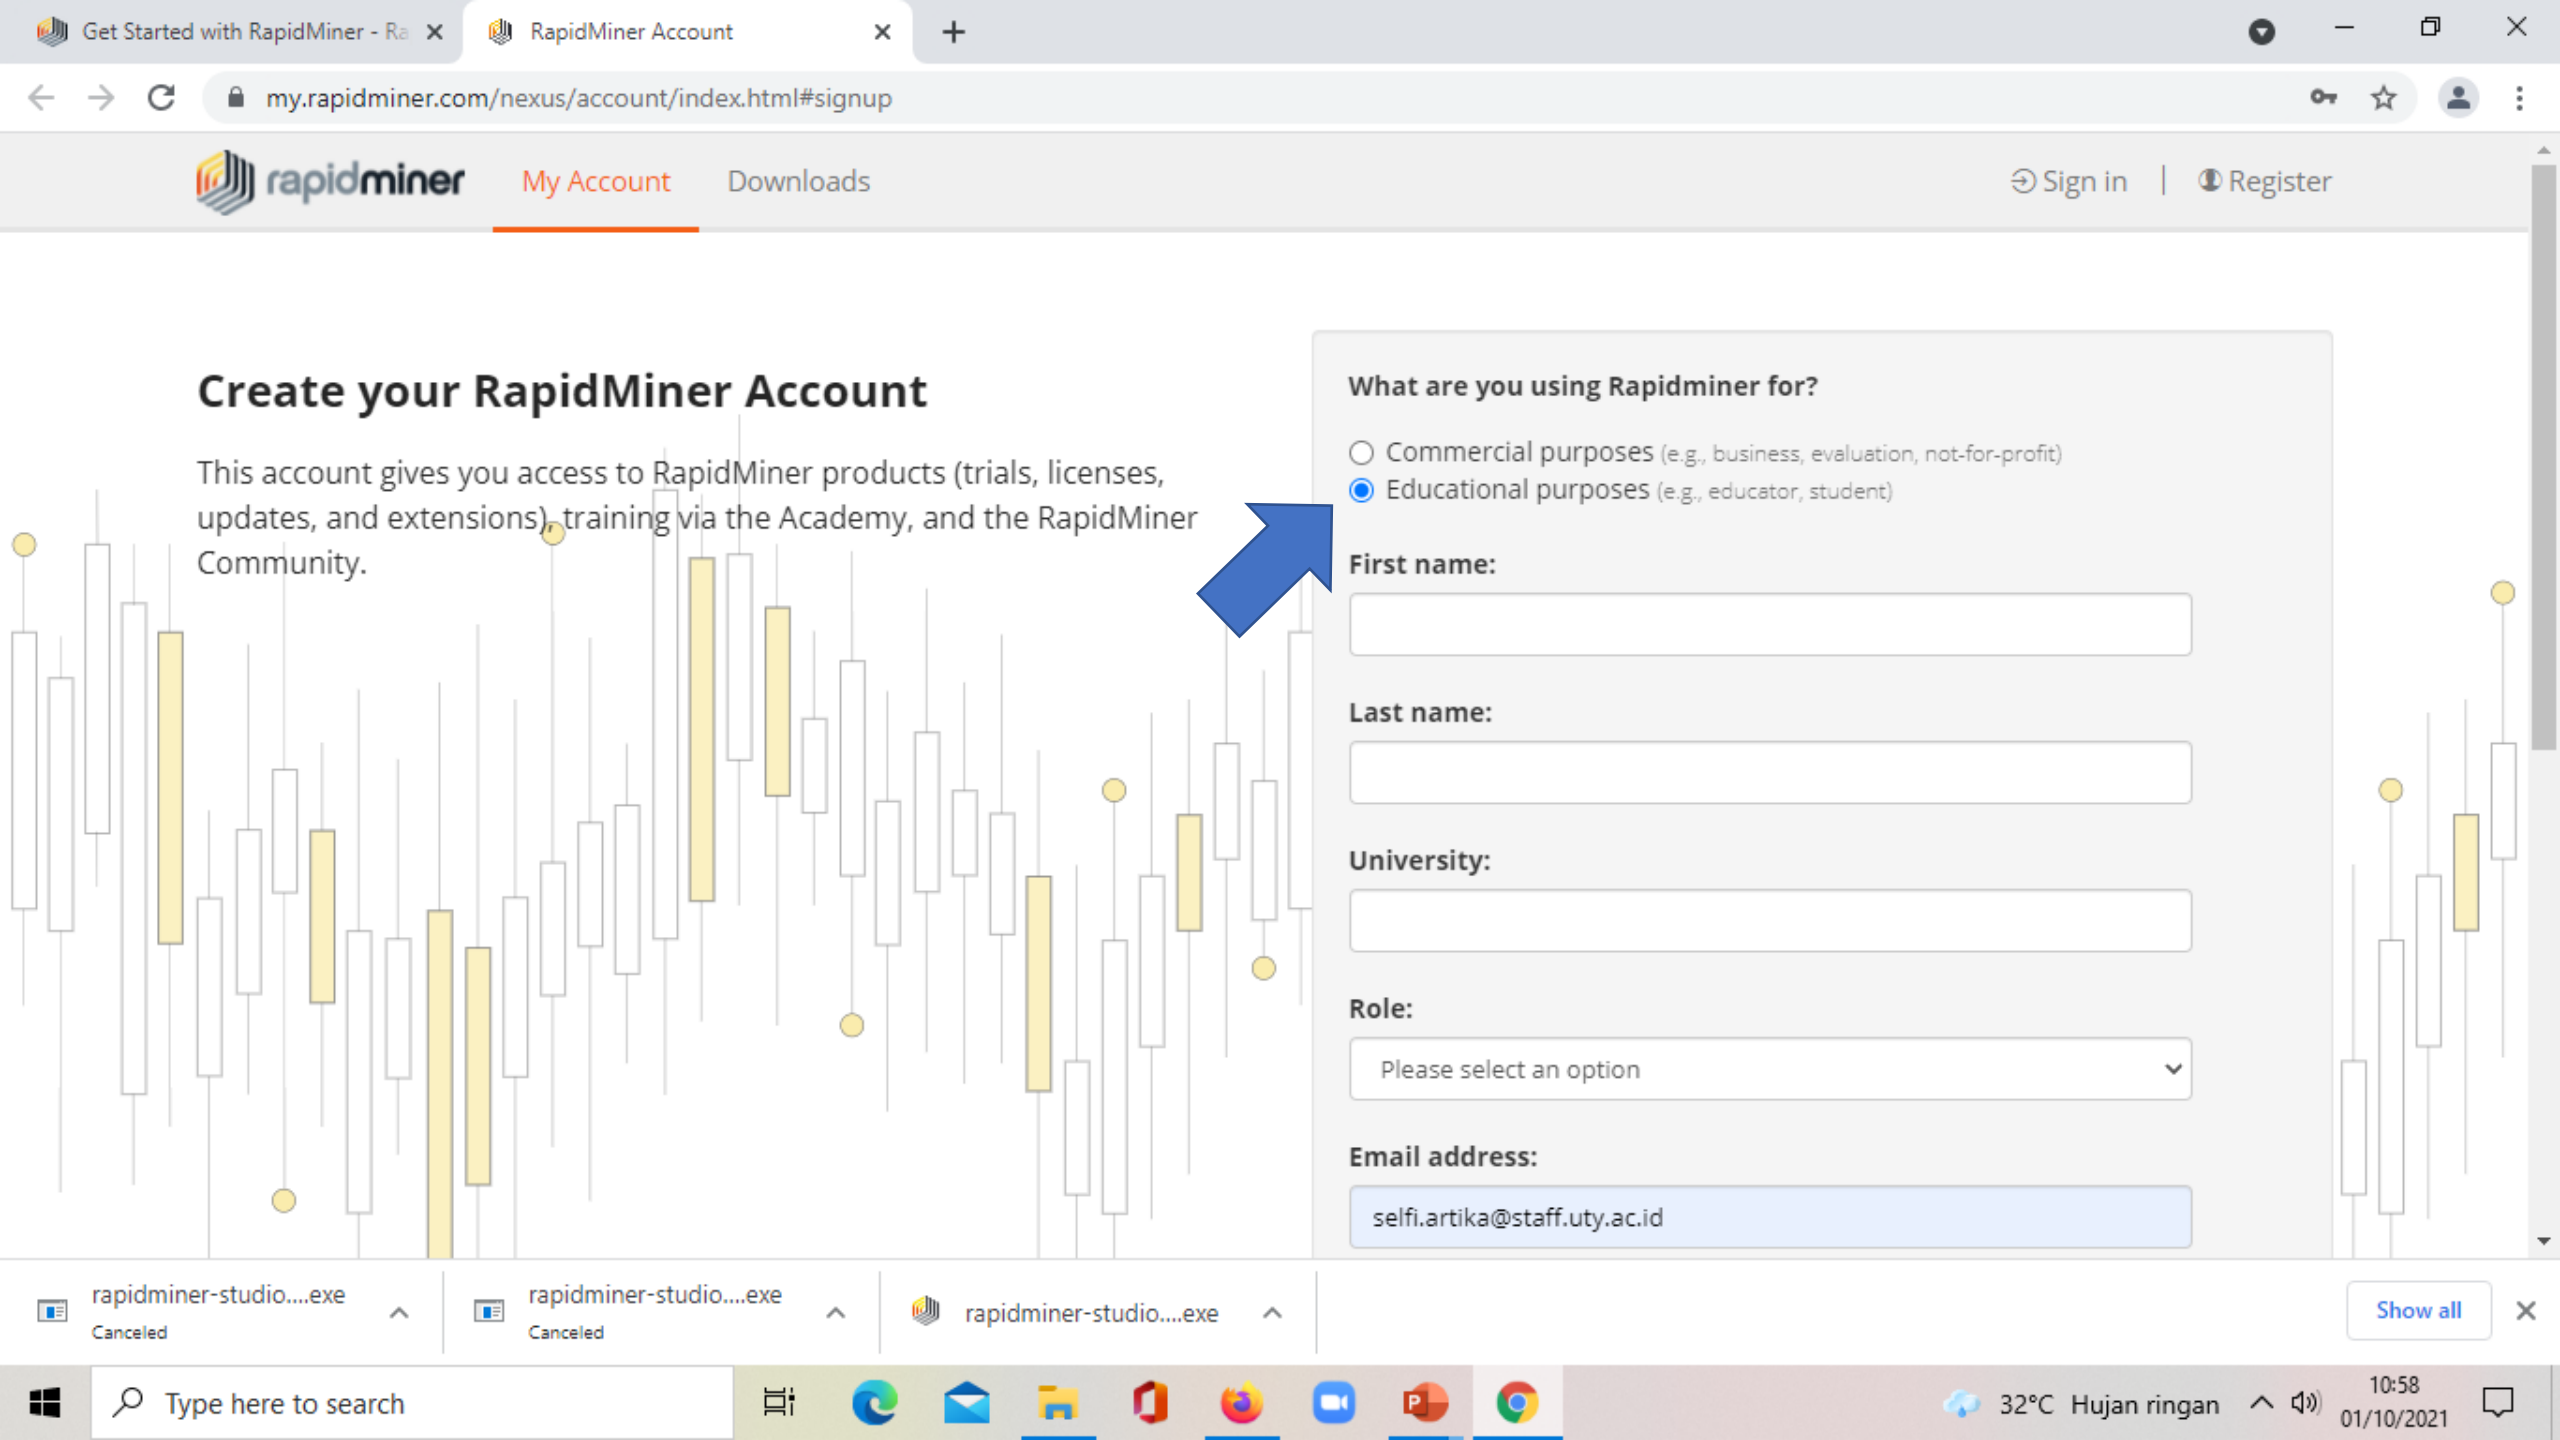 Get Started with RapidMiner - Ra
RapidMiner Account
my.rapidminer.com/nexus/account/index.html#signup
rapidminer
My Account
Downloads
Sign in
Register
Create your RapidMiner Account
This account gives you access to RapidMiner products (trials, licenses,
updates, and extensions), training via the Academy, and the RapidMiner
Community.
What are you using Rapidminer for?
Commercial purposes (e.g., business, evaluation, not-for-profit)
Educational purposes (e.g., educator, student)
First name:
Last name:
University:
Role:
Please select an option
Email address:
selfi.artika@staff.uty.ac.id
rapidminer-studio....exe
Canceled
rapidminer-studio....exe
Canceled
rapidminer-studio....exe
Show all
Type here to search
32°C Hujan ringan
10:58
01/10/2021